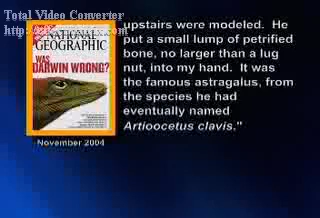 Total Video Converter
NATIONAL
GEOGRAPHIC
WAS
DARWIN WRONG?
November 2004
upstairs were modeled. He
put a small lump of petrified
bone, no larger than a lug
nut, into my hand. It was
the famous astragalus, from
the species he had
eventually named
Artiocetus clavis."